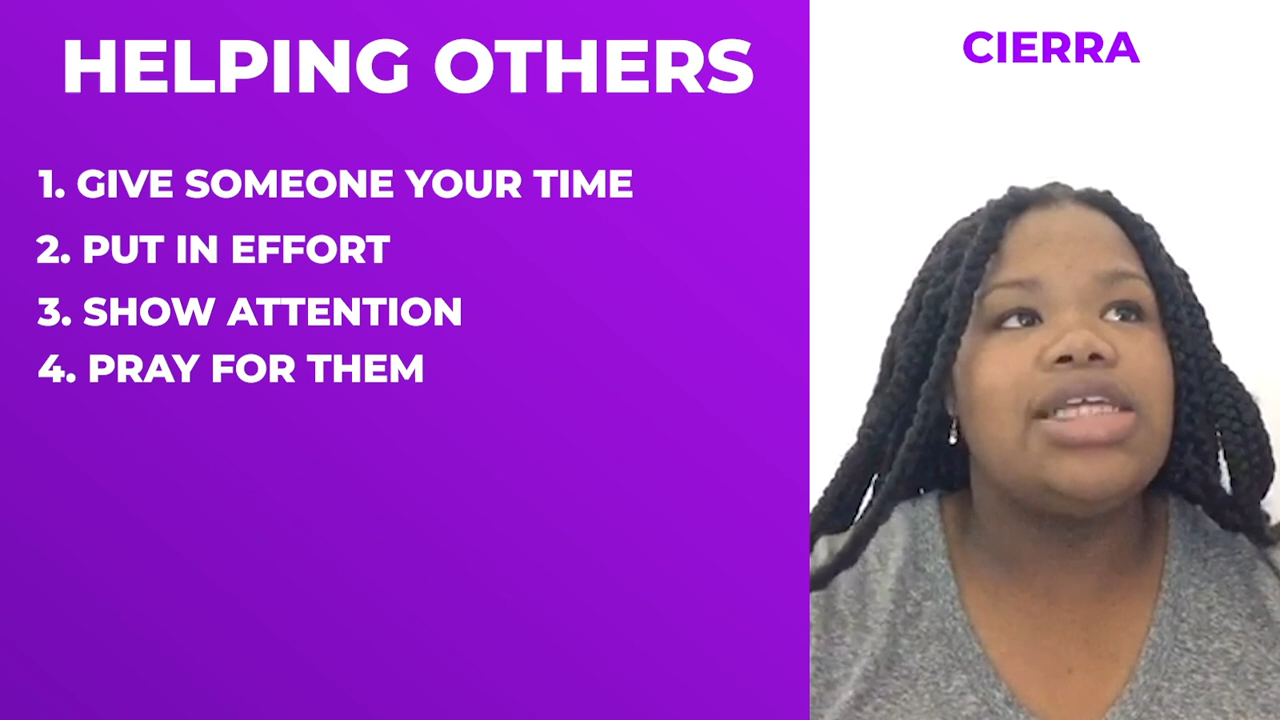 HELPING OTHERS
1. GIVE SOMEONE YOUR TIME
2. PUT IN EFFORT
3. SHOW ATTENTION
4. PRAY FOR THEM
CIERRA